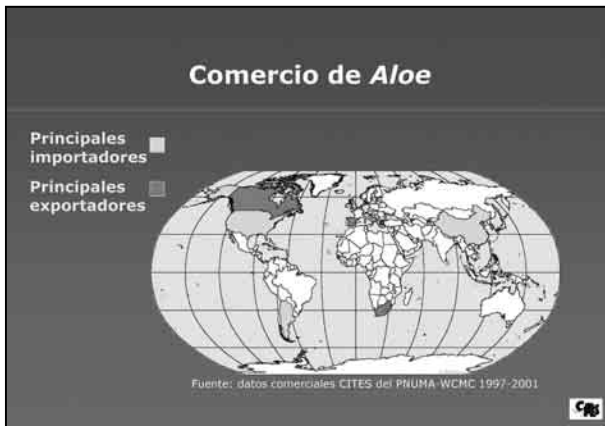 Comercio de Aloe
Principales
importadores
Principales
exportadores
Fuente: datos comerciales CITES del PNUMA-WCMC 1997-2001